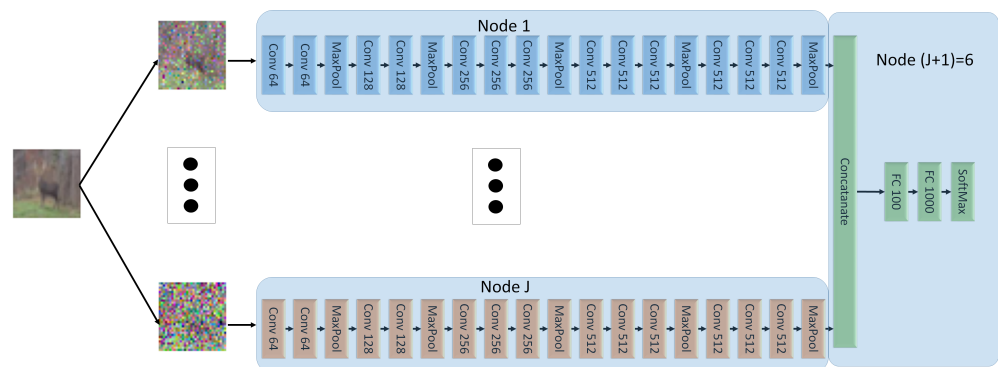 Node 1
Conv 64
Conv 64
MaxPool
Conv 128
Conv 128
MaxPool
Conv 256
Conv 256
Conv 256
MaxPool
Conv 512
Conv 512
Conv 512
MaxPool
Conv 512
Conv 512
Conv 512
MaxPool
Node J
Conv 64
Conv 64
MaxPool
Conv 128
Conv 128
MaxPool
Conv 256
Conv 256
Conv 256
MaxPool
Conv 512
Conv 512
Conv 512
MaxPool
Conv 512
Conv 512
Conv 512
MaxPool
Concatanate
Node (J+1)=6
FC 100
FC 1000
SoftMax